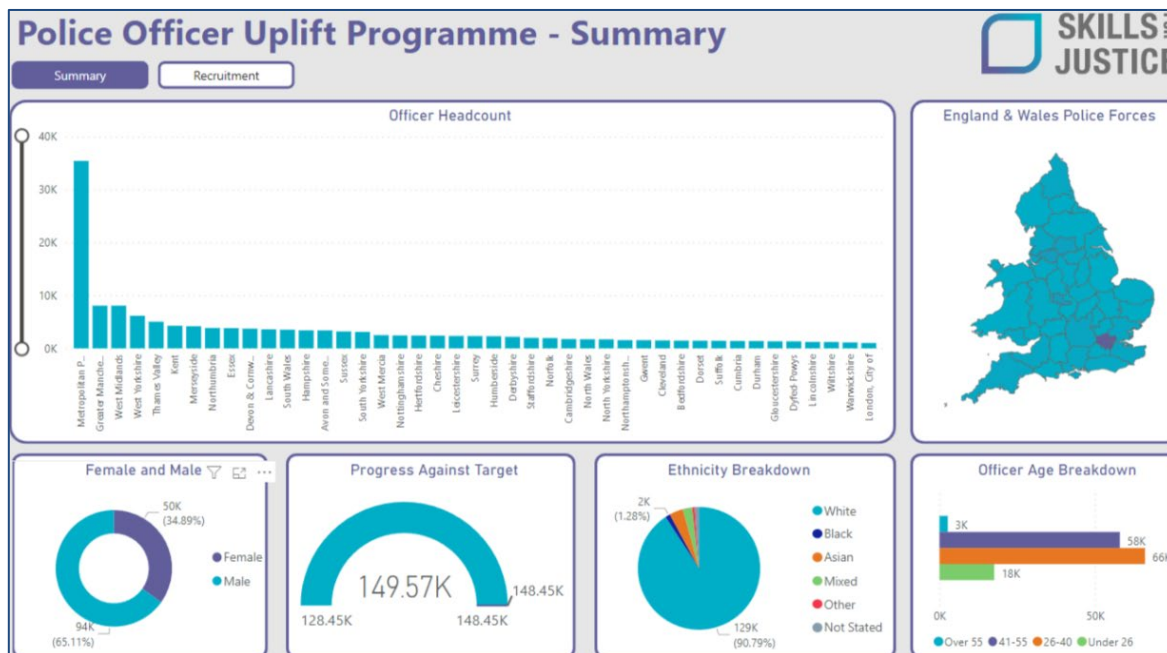 Police Officer Uplift Programme - Summary
SKILLS
JUSTICE
Summary
Recruitment
Officer Headcount
40K
30K
20K
10K
0K
Metropolitan P...
Greater Manche...
West Midlands
West Yorkshire
Thames Valley
Kent
Merseyside
Northumbria
Essex
Devon & Cornw...
Lancashire
South Wales
Hampshire
Avon and Some...
Sussex
South Yorkshire
West Mercia
Nottinghamshire
Hertfordshire
Cheshire
Leicestershire
Surrey
Humberside
Derbyshire
Staffordshire
Norfolk
Cambridgeshire
North Wales
North Yorkshire
Northamptonsh...
Gwent
Cleveland
Bedfordshire
Dorset
Suffolk
Cumbria
Durham
Gloucestershire
Dyfed-Powys
Lincolnshire
Wiltshire
Warwickshire
London, City of
England & Wales Police Forces
Female and Male
50K
(34.89%)
Female
Male
94K
(65.11%)
Progress Against Target
149.57K
148.45K
128.45K
148.45K
Ethnicity Breakdown
2K
(1.28%)
129K
(90.79%)
White
Black
Asian
Mixed
Other
Not Stated
Officer Age Breakdown
3K
58K
66K
18K
0K
50K
Over 55
41-55
26-40
Under 26